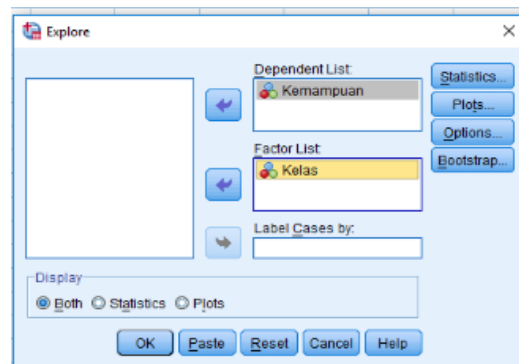 Explore
Dependent List:
Kemampuan
Factor List:
Kelas
Label Cases by:
Statistics...
Plots...
Options...
Bootstrap...
Display
Both Statistics Plots
OK Paste Reset Cancel Help